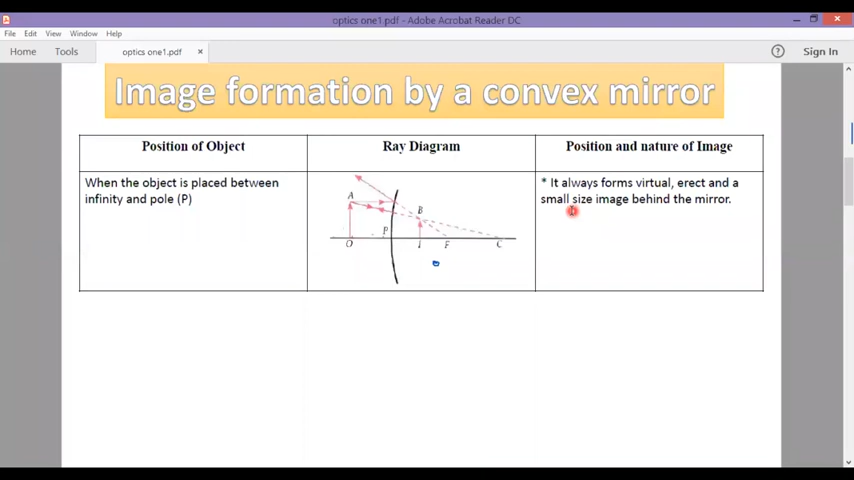 optics one1.pdf - Adobe Acrobat Reader DC
File Edit View Window Help
Home Tools optics one1.pdf × ? Sign In
Image formation by a convex mirror
Position of Object Ray Diagram Position and nature of Image
When the object is placed between
infinity and pole (P)
A
B
P
O I F C
* It always forms virtual, erect and a
small size image behind the mirror.